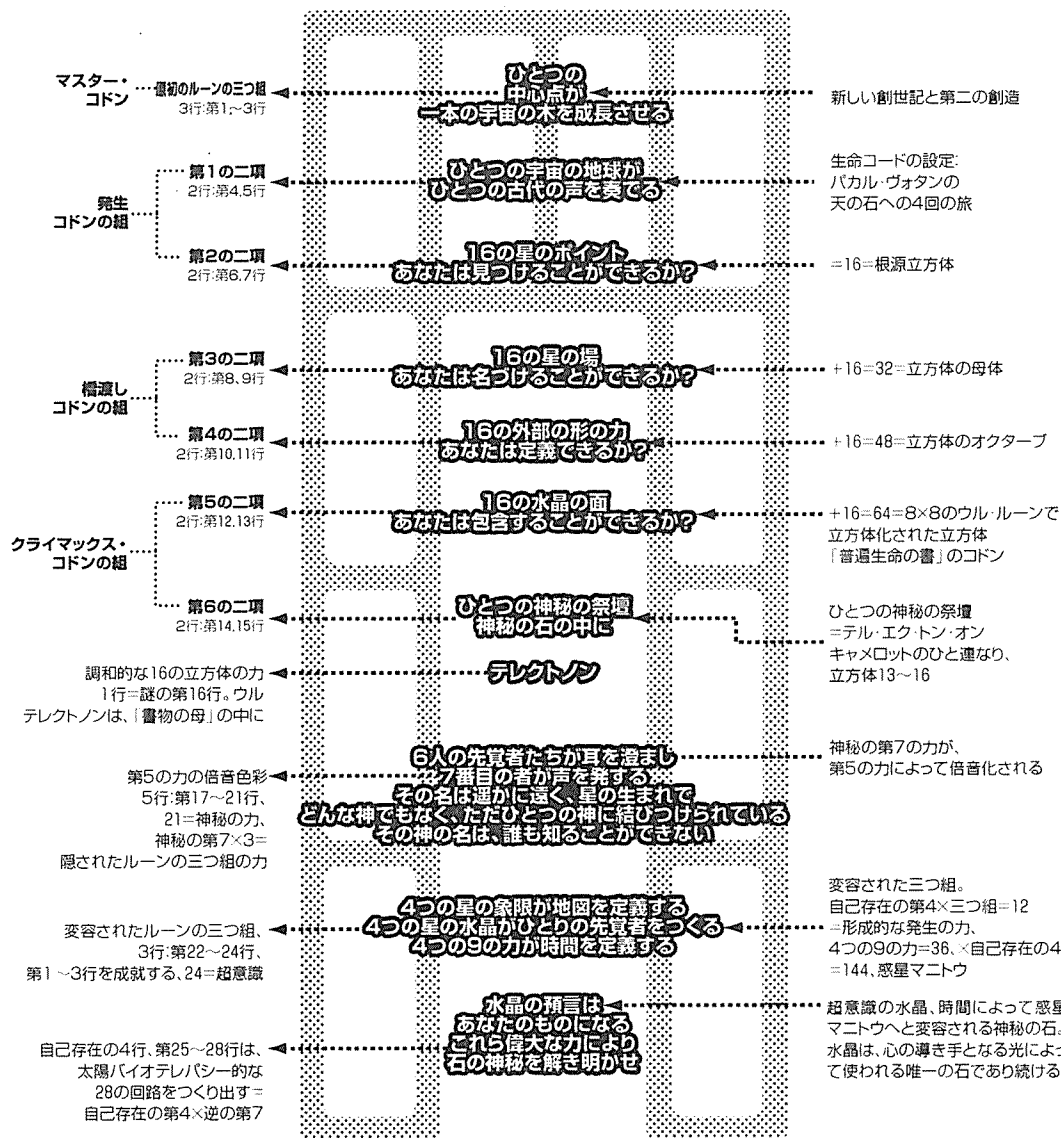 マスター・
コドン
最初のルーンの三つ組
3行:第1~3行
ひとつの
中心点が
一本の宇宙の木を成長させる
新しい創世記と第二の創造
発生
コドンの組
第1の二項
2行:第4,5行
ひとつの宇宙の地球が
ひとつの古代の声を奏でる
生命コードの設定:
パカル・ヴォタンの
天の石への4回の旅
第2の二項
2行:第6,7行
16の星のポイント
あなたは見つけることができるか?
=16=根源立方体
橋渡し
コドンの組
第3の二項
2行:第8、9行
16の星の場
あなたは名づけることができるか?
+16=32=立方体の母体
第4の二項
2行:第10,11行
16の外部の形の力
あなたは定義できるか?
+16=48=立方体のオクターブ
クライマックス・
コドンの組
第5の二項
2行:第12,13行
16の水晶の面
あなたは包含することができるか?
+16=64=8×8のウル・ルーンで
立方体化された立方体
「普遍生命の書」のコドン
第6の二項
2行:第14,15行
ひとつの神秘の祭壇
神秘の石の中に
ひとつの神秘の祭壇
=テル・エク・トン・オン
キャメロットのひと連なり、
立方体13~16
調和的な16の立方体の力
1行=謎の第16行。ウル
テレクトノンは、「書物の母」の中に
テレクトノン
第5の力の倍音色彩
5行:第17~21行、
21=神秘の力、
神秘の第7×3=
隠されたルーンの三つ組の力
6人の先覚者たちが耳を澄まし
7番目の者が声を発する
その名は遥かに遠く、星の生まれで
どんな神でもなく、ただひとつの神に結びつけられている
その神の名は、誰も知ることができない
神秘の第7の力が、
第5の力によって倍音化される
変容されたルーンの三つ組、
3行:第22~24行、
第1~3行を成就する、24=超意識
4つの星の象限が地図を定義する
4つの星の水晶がひとりの先覚者をつくる
4つの9の力が時間を定義する
変容された三つ組。
自己存在の第4×三つ組=12
=形成的な発生の力、
4つの9の力=36、×自己存在の4
=144、惑星マニトウ
自己存在の4行、第25~28行は、
太陽バイオテレパシー的な
28の回路をつくり出す=
自己存在の第4×逆の第7
水晶の預言は
あなたのものになる
これら偉大な力により
石の神秘を解き明かせ
超意識の水晶、時間によって惑星
マニトウへと変容される神秘の石。
水晶は、心の導き手となる光によっ
て使われる唯一の石であり続ける